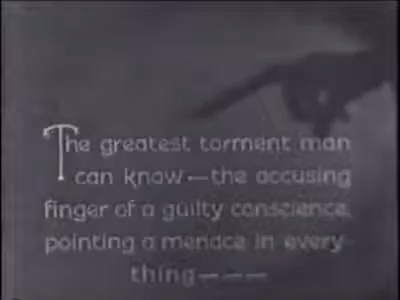 The greatest torment man
can know—the accusing
finger of a guilty conscience,
pointing a menace in every-
thing———